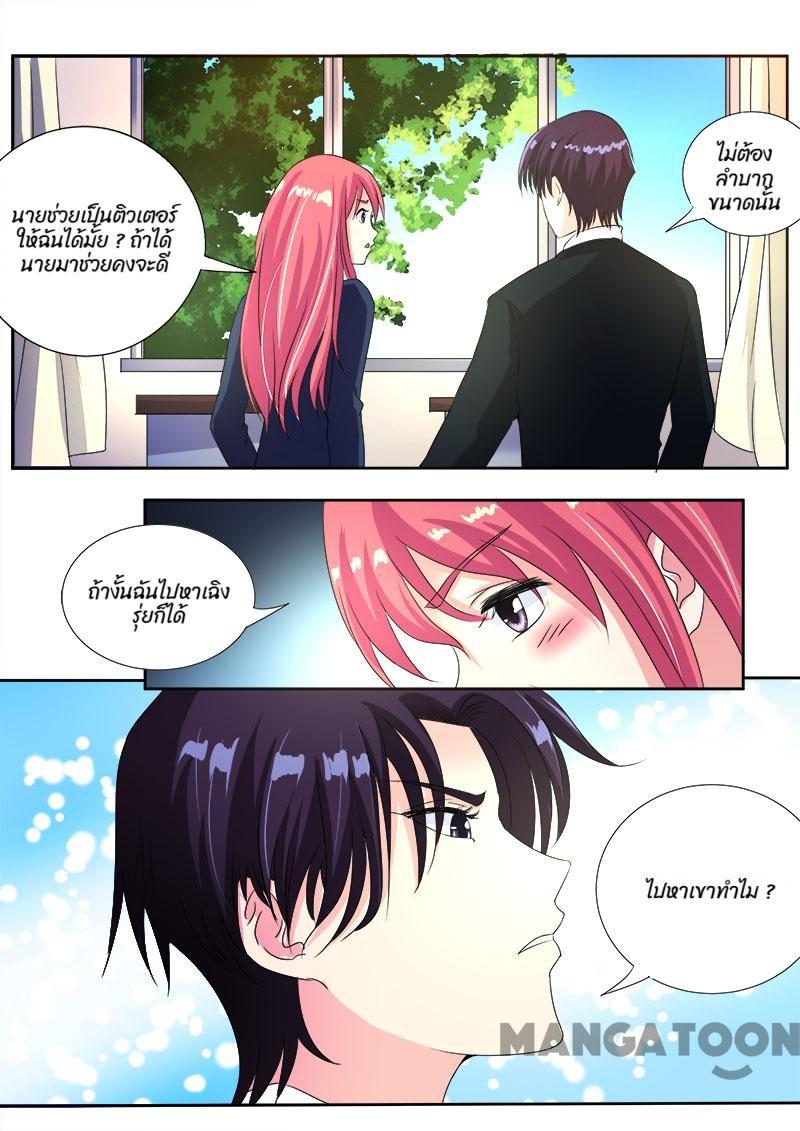 นายช่วยเป็นติวเตอร์
ให้ฉันได้มั้ย ? ถ้าได้
นายมาช่วยคงจะดี
ไม่ต้อง
ลำบาก
ขนาดนั้น
ถ้างั้นฉันไปหาเฉิง
รุ่ยก็ได้
ไปหาเขาทำไม ?
MANGATOON